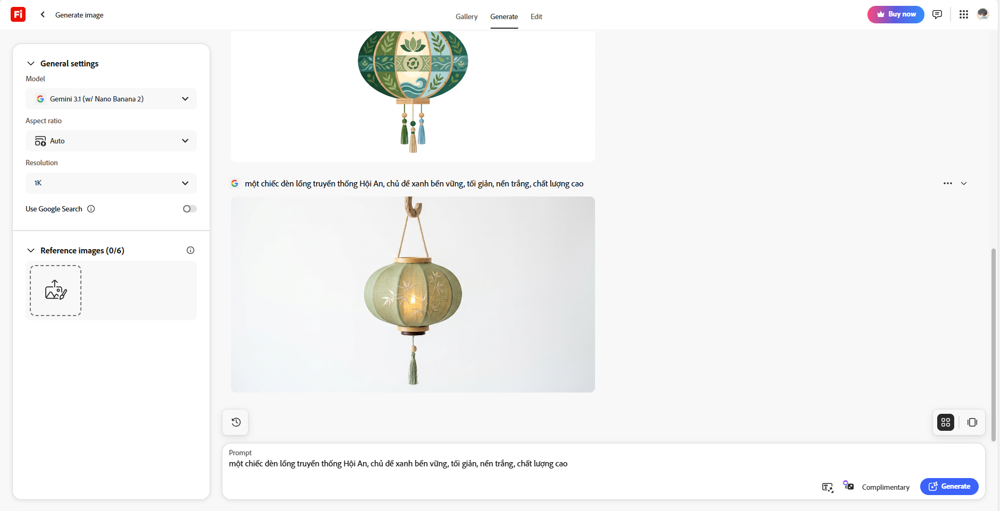 Fi
Generate image
Gallery
Generate
Edit
Buy now
General settings
Model
Gemini 3.1 (w/ Nano Banana 2)
Aspect ratio
Auto
Resolution
1K
Use Google Search
Reference images (0/6)
một chiếc đèn lồng truyền thống Hội An, chủ đề xanh bền vững, tối giản, nền trắng, chất lượng cao
Prompt
một chiếc đèn lồng truyền thống Hội An, chủ đề xanh bền vững, tối giản, nền trắng, chất lượng cao
Complimentary
Generate